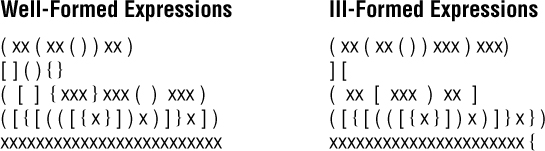 Well-Formed Expressions
( xx ( xx ( ) ) xx )
[ ] ( ) { }
( [ ] { xxx } xxx ( ) xxx )
( [ { [ ( ( [ { x } ] ) x ) ] } x ] )
xxxxxxxxxxxxxxxxxxxxxxxxx
Ill-Formed Expressions
( xx ( xx ( ) ) xxx ) xxx)
] [
( xx [ xxx ) xx ]
( [ { [ ( ( [ { x } ] ) x ) ] } x } )
xxxxxxxxxxxxxxxxxxxxxx {